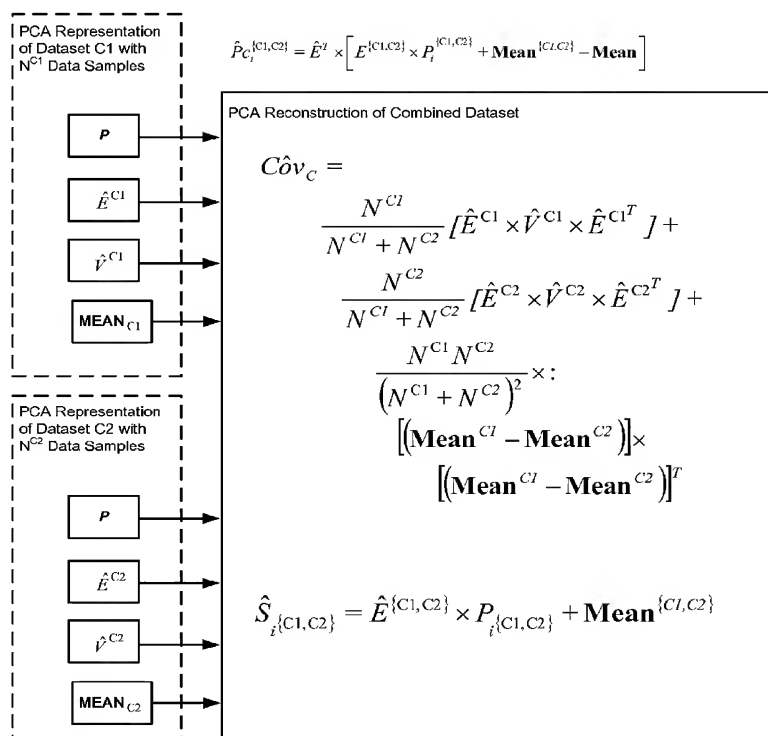 PCA Representation
of Dataset C1 with
N^{C1} Data Samples
P̂c_i^{{C1,C2}} = Ê^T × [ E^{{C1,C2}} × P_i^{{C1,C2}} + Mean^{{C1,C2}} – Mean ]
PCA Reconstruction of Combined Dataset
P
Ê^{C1}
V̂^{C1}
MEAN_{C1}
Côv_C =
\frac{N^{C1}}{N^{C1} + N^{C2}} [Ê^{C1} × V̂^{C1} × Ê^{C1^T} ] +
\frac{N^{C2}}{N^{C1} + N^{C2}} [Ê^{C2} × V̂^{C2} × Ê^{C2^T} ] +
\frac{N^{C1} N^{C2}}{(N^{C1} + N^{C2})^2} × :
[(Mean^{C1} – Mean^{C2})] ×
[(Mean^{C1} – Mean^{C2})]^T
PCA Representation
of Dataset C2 with
N^{C2} Data Samples
P
Ê^{C2}
V̂^{C2}
MEAN_{C2}
Ŝ_{i{C1,C2}} = Ê^{{C1,C2}} × P_{i{C1,C2}} + Mean^{{C1,C2}}